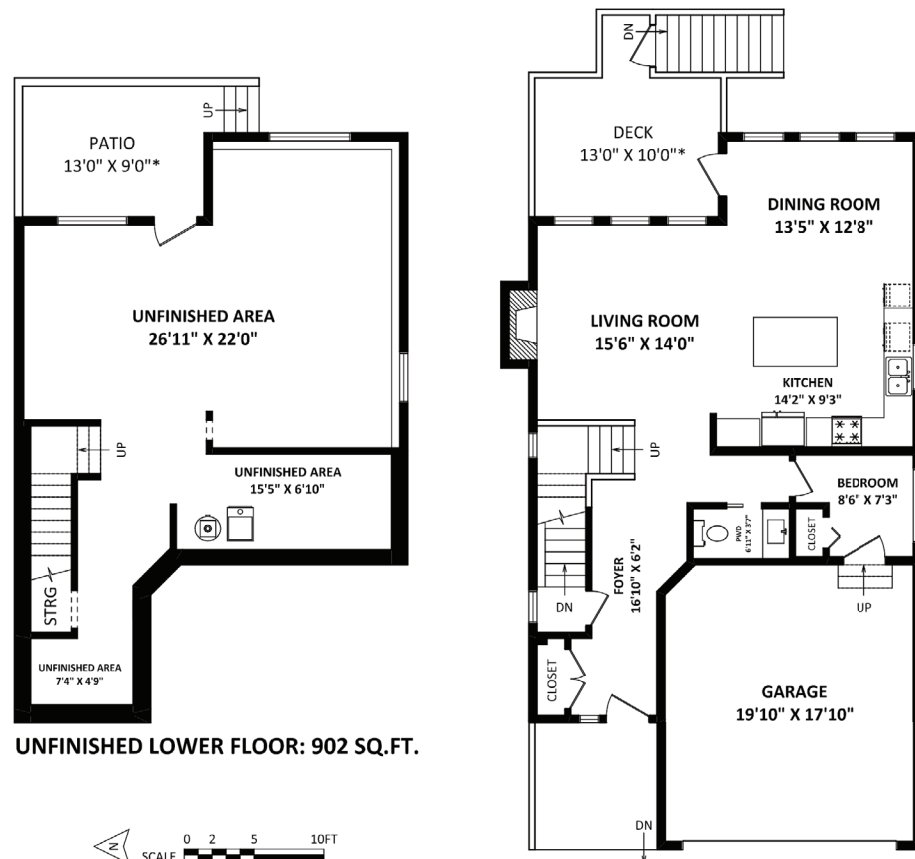 PATIO
13'0" X 9'0"*
UP
UNFINISHED AREA
26'11" X 22'0"
UP
UNFINISHED AREA
15'5" X 6'10"
STRG
UNFINISHED AREA
7'4" X 4'9"
UNFINISHED LOWER FLOOR: 902 SQ.FT.
N
SCALE
0 2 5 10FT
DN
DECK
13'0" X 10'0"*
DINING ROOM
13'5" X 12'8"
LIVING ROOM
15'6" X 14'0"
KITCHEN
14'2" X 9'3"
UP
BEDROOM
8'6" X 7'3"
CLOSET
PWD
6'11" X 3'7"
FOYER
16'10" X 6'2"
DN
UP
CLOSET
GARAGE
19'10" X 17'10"
DN